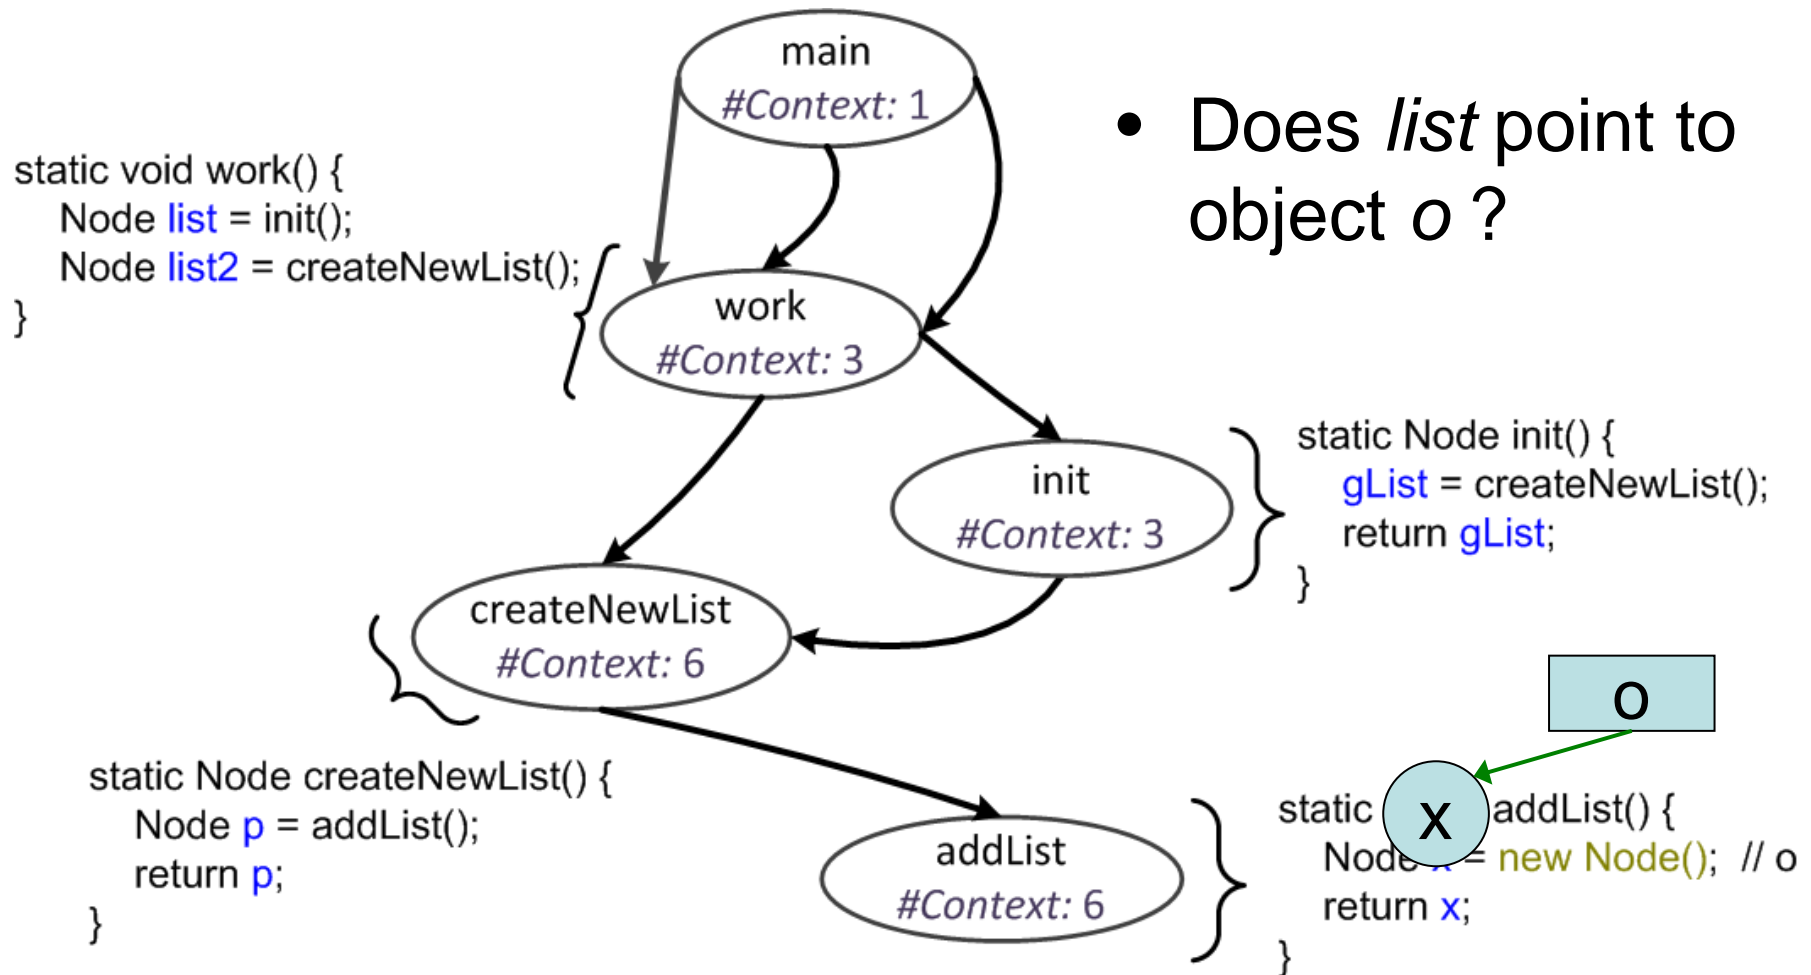 main
#Context: 1
• Does list point to
object o ?
static void work() {
Node list = init();
Node list2 = createNewList();
}
work
#Context: 3
static Node init() {
gList = createNewList();
return gList;
}
init
#Context: 3
createNewList
#Context: 6
o
static Node createNewList() {
Node p = addList();
return p;
}
addList
#Context: 6
x
static addList() {
Node x = new Node(); // o
return x;
}